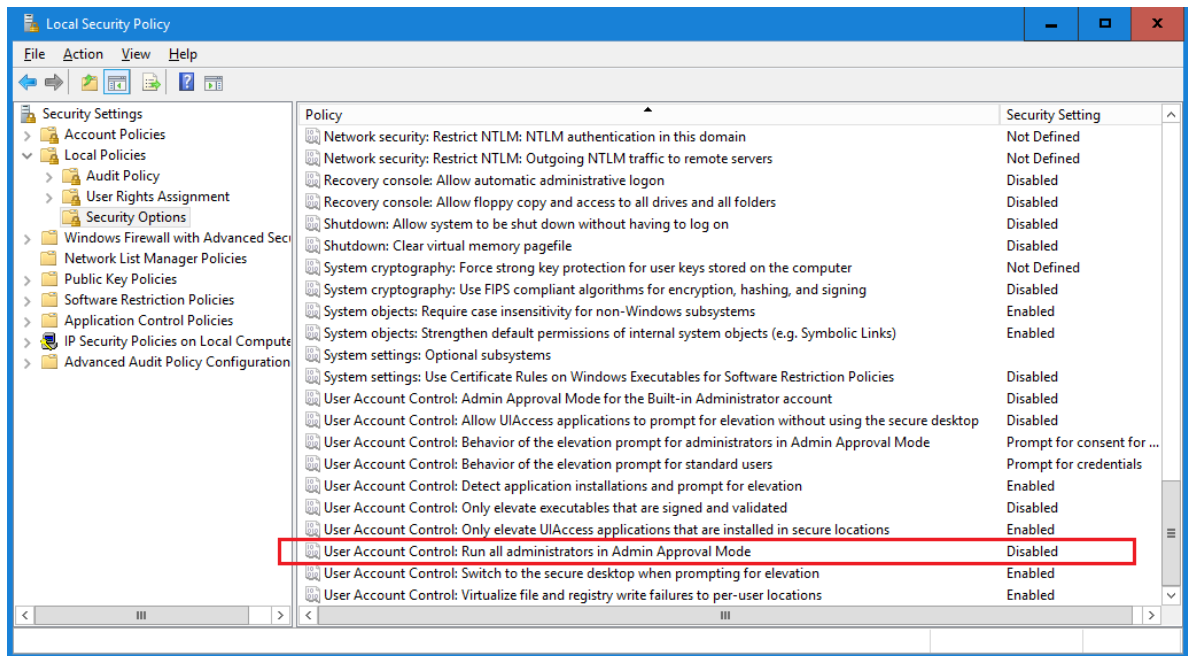 Local Security Policy
File Action View Help
Security Settings
Account Policies
Local Policies
Audit Policy
User Rights Assignment
Security Options
Windows Firewall with Advanced Secu
Network List Manager Policies
Public Key Policies
Software Restriction Policies
Application Control Policies
IP Security Policies on Local Compute
Advanced Audit Policy Configuration
Policy Security Setting
Network security: Restrict NTLM: NTLM authentication in this domain Not Defined
Network security: Restrict NTLM: Outgoing NTLM traffic to remote servers Not Defined
Recovery console: Allow automatic administrative logon Disabled
Recovery console: Allow floppy copy and access to all drives and all folders Disabled
Shutdown: Allow system to be shut down without having to log on Disabled
Shutdown: Clear virtual memory pagefile Disabled
System cryptography: Force strong key protection for user keys stored on the computer Not Defined
System cryptography: Use FIPS compliant algorithms for encryption, hashing, and signing Disabled
System objects: Require case insensitivity for non-Windows subsystems Enabled
System objects: Strengthen default permissions of internal system objects (e.g. Symbolic Links) Enabled
System settings: Optional subsystems
System settings: Use Certificate Rules on Windows Executables for Software Restriction Policies Disabled
User Account Control: Admin Approval Mode for the Built-in Administrator account Disabled
User Account Control: Allow UIAccess applications to prompt for elevation without using the secure desktop Disabled
User Account Control: Behavior of the elevation prompt for administrators in Admin Approval Mode Prompt for consent for ...
User Account Control: Behavior of the elevation prompt for standard users Prompt for credentials
User Account Control: Detect application installations and prompt for elevation Enabled
User Account Control: Only elevate executables that are signed and validated Disabled
User Account Control: Only elevate UIAccess applications that are installed in secure locations Enabled
User Account Control: Run all administrators in Admin Approval Mode Disabled
User Account Control: Switch to the secure desktop when prompting for elevation Enabled
User Account Control: Virtualize file and registry write failures to per-user locations Enabled